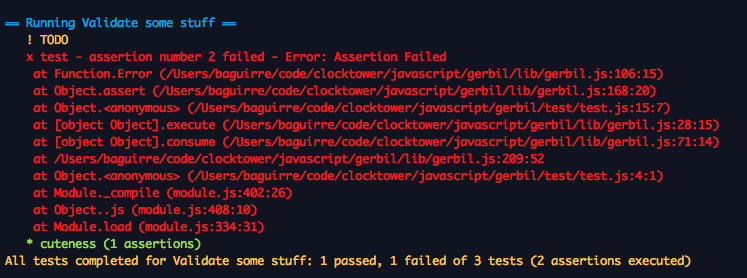 == Running Validate some stuff ==
! TODO
x test - assertion number 2 failed - Error: Assertion Failed
at Function.Error (/Users/baguirre/code/clocktower/javascript/gerbil/lib/gerbil.js:106:15)
at Object.assert (/Users/baguirre/code/clocktower/javascript/gerbil/lib/gerbil.js:168:20)
at Object.<anonymous> (/Users/baguirre/code/clocktower/javascript/gerbil/test/test.js:15:7)
at [object Object].execute (/Users/baguirre/code/clocktower/javascript/gerbil/lib/gerbil.js:28:15)
at [object Object].consume (/Users/baguirre/code/clocktower/javascript/gerbil/lib/gerbil.js:71:14)
at /Users/baguirre/code/clocktower/javascript/gerbil/lib/gerbil.js:209:52
at Object.<anonymous> (/Users/baguirre/code/clocktower/javascript/gerbil/test/test.js:4:1)
at Module._compile (module.js:402:26)
at Object..js (module.js:408:10)
at Module.load (module.js:334:31)
* cuteness (1 assertions)
All tests completed for Validate some stuff: 1 passed, 1 failed of 3 tests (2 assertions executed)